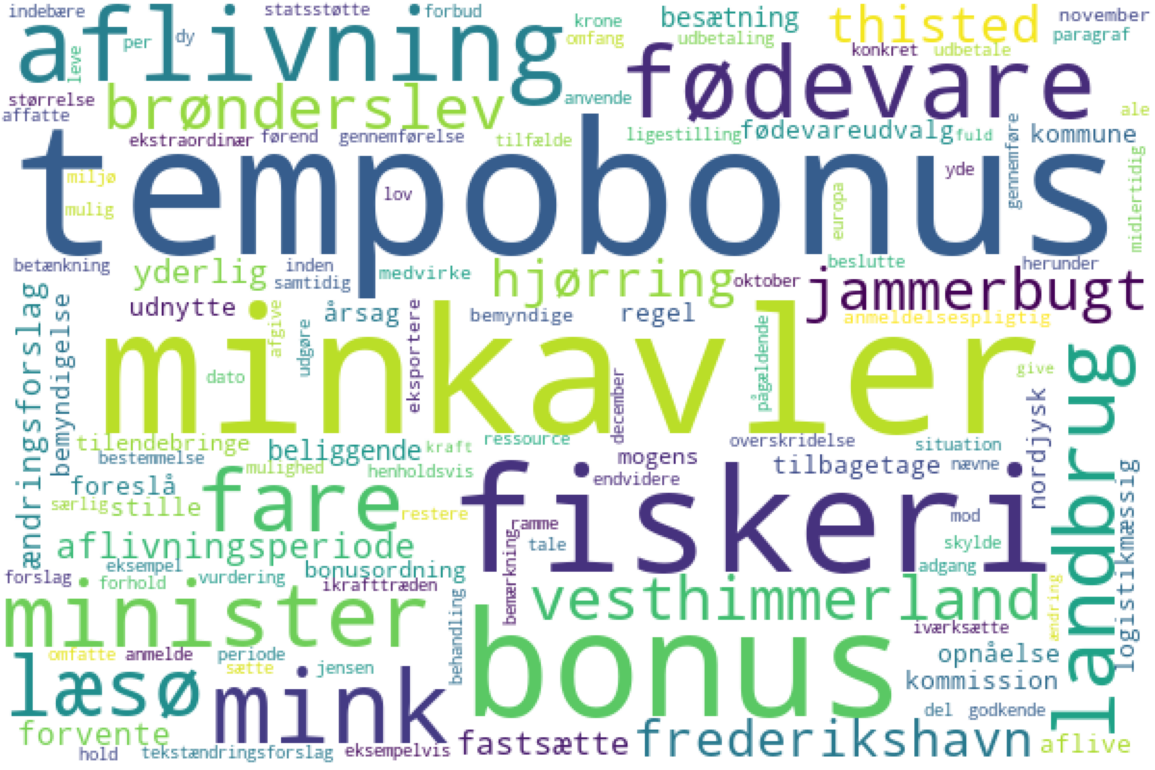 indebære
statsstøtte
forbud
aflivning
per
dy
leve
krone
omfang
besætning
udbetaling
thisted
november
paragraf
konkret
udbetale
fødevare
størrelse
affatte
brønderslev
anvende
ale
ekstraordinær
førend
gennemførelse
tilfælde
ligestilling
fødevareudvalg
fuld
kommune
gennemføre
tempobonus
miljø
mulig
lov
yde
europa
midlertidig
betænkning
yderlig
inden
samtidig
medvirke
hjørring
oktober
beslutte
herunder
jammerbugt
udnytte
årsag
bemyndige
regel
anmeldelsespligtig
ændringsforslag
bemyndigelse
afgive
udgøre
eksportere
minkavler
dato
december
pågældende
give
landbrug
nordjysk
tilendebringe
bestemmelse
beliggende
mulighed
kraft
henholdsvis
ressource
mogens
endvidere
overskridelse
tilbagetage
situation
nævne
foreslå
særlig
stille
fare
restere
fiskeri
ramme
tale
bemærkning
mod
skylde
adgang
logistikmæssig
aflivningsperiode
eksempel
bonusordning
forslag
forhold
vurdering
ikrafttræden
minister
behandling
vesthimmerland
ændring
iværksætte
bonus
omfatte
anmelde
periode
sætte
jensen
opnåelse
kommission
læsø
mink
del
godkende
forvente
hold
tekstændringsforslag
eksempelvis
fastsætte
frederikshavn
aflive